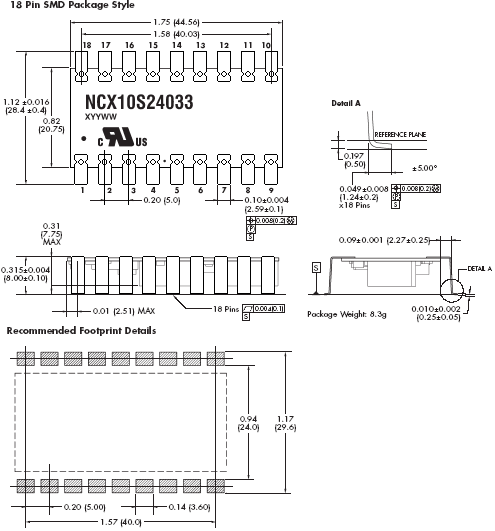 18 Pin SMD Package Style
1.75 (44.56)
1.58 (40.03)
18 17 16 15 14 13 12 11 10
1.12 ±0.016
(28.4 ±0.4)
0.82
(20.75)
NCX10S24033
XYYWW
C US
1 2 3 4 5 6 7 8 9
0.20 (5.0)
0.10±0.004
(2.59±0.1)
0.008(0.2) M
P
S
Detail A
REFERENCE PLANE
0.197
(0.50)
±5.00°
0.049±0.008
(1.24±0.2)
x18 Pins
0.008(0.2) M
P
S
0.31
(7.75)
MAX
0.315±0.004
(8.00±0.10)
0.01 (2.51) MAX
18 Pins
0.004(0.1)
S
0.09±0.001 (2.27±0.25)
S
DETAIL A
Package Weight: 8.3g
0.010±0.002
(0.25±0.05)
Recommended Footprint Details
0.94
(24.0)
1.17
(29.6)
0.20 (5.00)
0.14 (3.60)
1.57 (40.0)